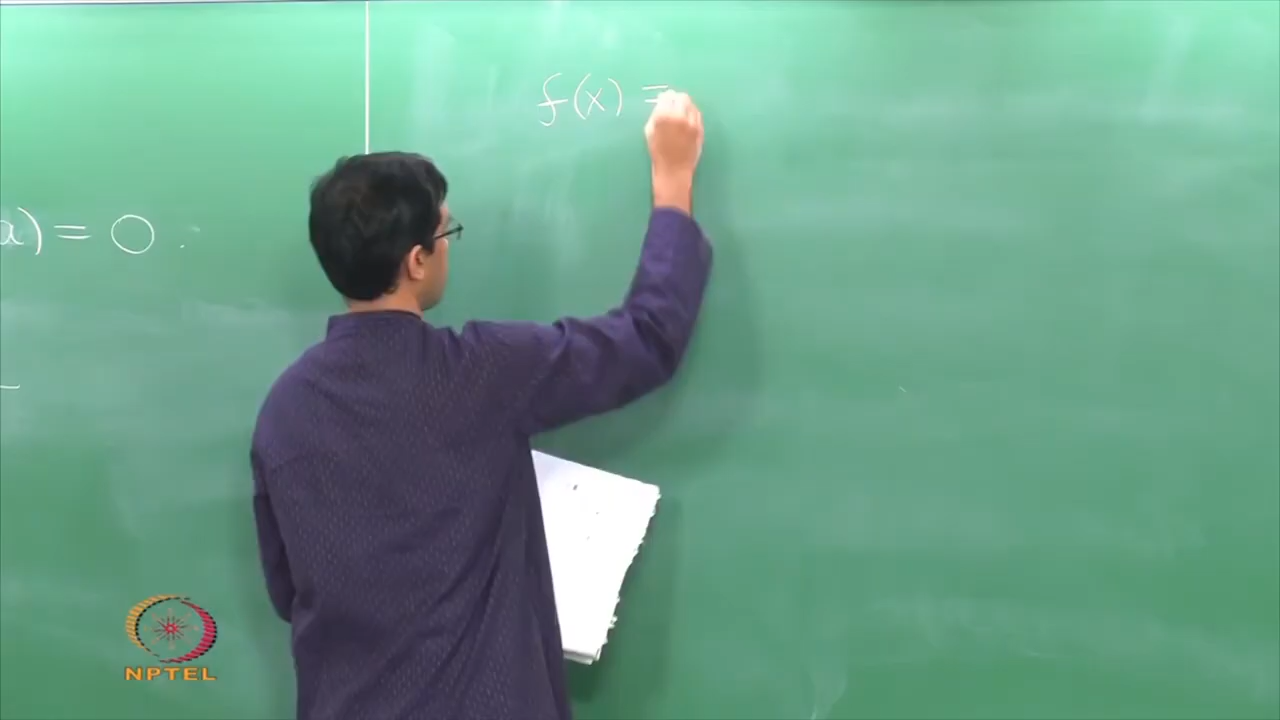 f(x) =
a) = 0 .
NPTEL